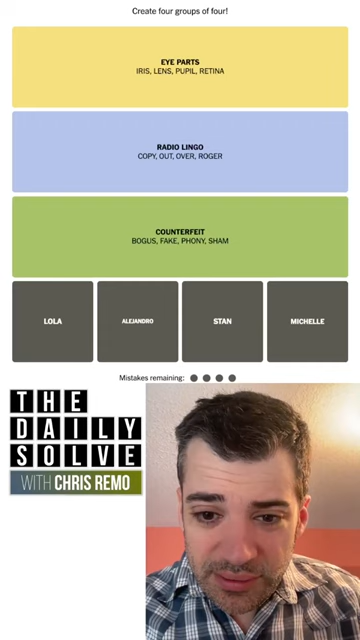 Create four groups of four!
EYE PARTS
IRIS, LENS, PUPIL, RETINA
RADIO LINGO
COPY, OUT, OVER, ROGER
COUNTERFEIT
BOGUS, FAKE, PHONY, SHAM
LOLA ALEJANDRO STAN MICHELLE
Mistakes remaining:
THE
DAILY
SOLVE
WITH CHRIS REMO